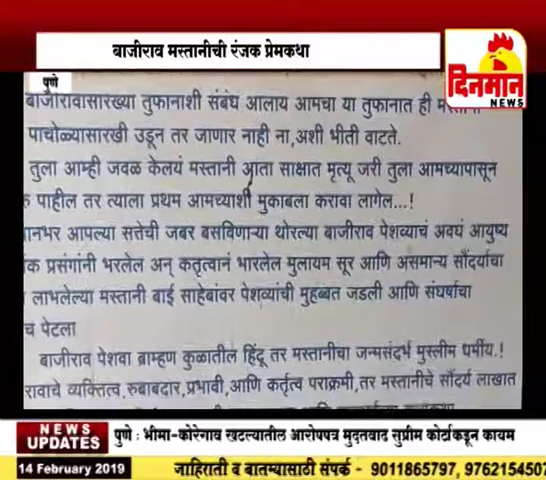 बाजीराव मस्तानीची रंजक प्रेमकथा
दिनमान
NEWS
पुणे
बाजीरावासारख्या तुफानाशी संबंध आलाय आमचा या तुफानात ही
पाचोळ्यासारखी उडून तर जाणार नाही ना,अशी भीती वाटते.
तुला आम्ही जवळ केलयं मस्तानी आता साक्षात मृत्यू जरी तुला आमच्यापासून
पाहील तर त्याला प्रथम आमच्याशी मुकाबला करावा लागेल...!
आपल्या सत्तेची जबर बसविणाऱ्या थोरल्या बाजीराव पेशव्याचं अवघं आयुष्य
प्रसंगांनी भरलेल अन् कतृत्वानं भारलेल मुलायम सूर आणि असमान्य सौंदर्याचा
लाभलेल्या मस्तानी बाई साहेबांवर पेशव्यांची मुहब्बत जडली आणि संघर्षाचा
पेटला
बाजीराव पेशवा ब्राम्हण कुळातील हिंदू तर मस्तानीचा जन्मसंदर्भ मुस्लीम धर्मीय.!
व्यक्तित्व,रुबाबदार,प्रभावी,आणि कर्तृत्व पराक्रमी,तर मस्तानीचे सौंदर्य लाखात
NEWS
UPDATES
पुणे : भीमा-कोरेगाव खटल्यातील आरोपपत्र मुदतवाढ सुप्रीम कोर्टाकडून कायम
14 February 2019
जाहिराती व बातम्यासाठी संपर्क - 9011865797, 976215450